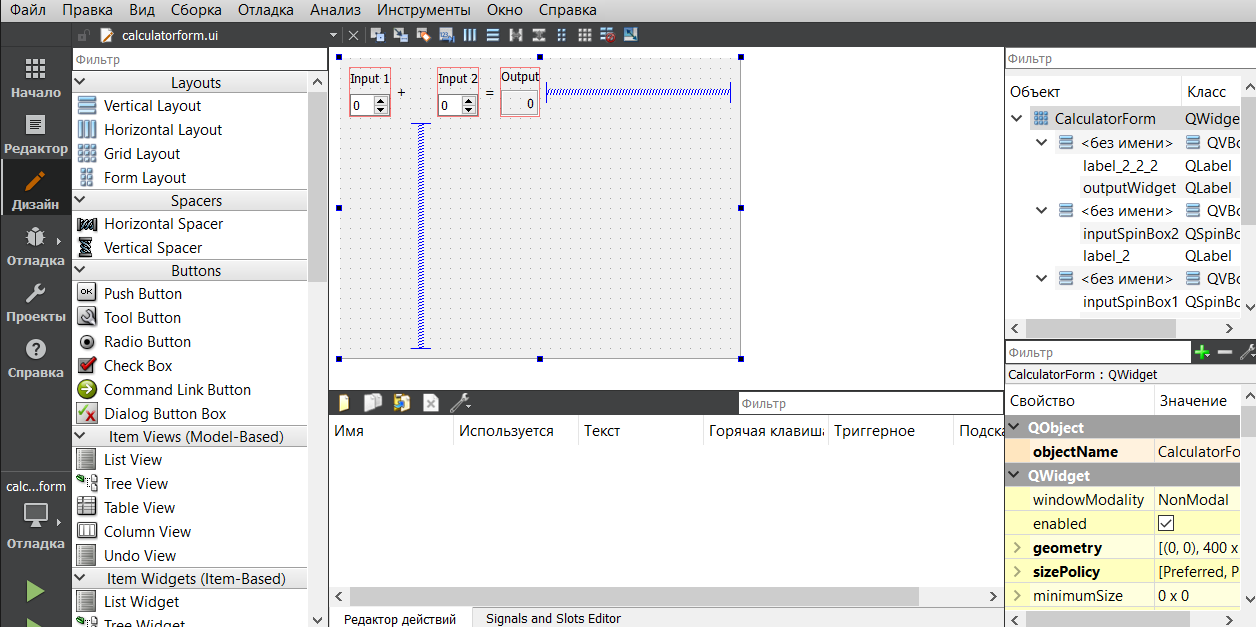 Файл Правка Вид Сборка Отладка Анализ Инструменты Окно Справка
calculatorform.ui
Начало
Редактор
Дизайн
Отладка
Проекты
Справка
calc...form
Отладка
Фильтр
Layouts
Vertical Layout
Horizontal Layout
Grid Layout
Form Layout
Spacers
Horizontal Spacer
Vertical Spacer
Buttons
OK Push Button
Tool Button
Radio Button
Check Box
Command Link Button
Dialog Button Box
Item Views (Model-Based)
List View
Tree View
Table View
Column View
Undo View
Item Widgets (Item-Based)
List Widget
Tree Widget
Input 1 Input 2 Output
0 + 0 = 0
Фильтр
Имя Используется Текст Горячая клавиша Триггерное Подска
Редактор действий Signals and Slots Editor
Фильтр
Объект Класс
CalculatorForm QWidge
<без имени> QVBo
label_2_2_2 QLabel
outputWidget QLabel
<без имени> QVBo
inputSpinBox2 QSpinBo
label_2 QLabel
<без имени> QVBo
inputSpinBox1 QSpinBo
Фильтр
CalculatorForm : QWidget
Свойство Значение
QObject
objectName CalculatorFo
QWidget
windowModality NonModal
enabled
geometry [(0, 0), 400 x
sizePolicy [Preferred, P
minimumSize 0 x 0